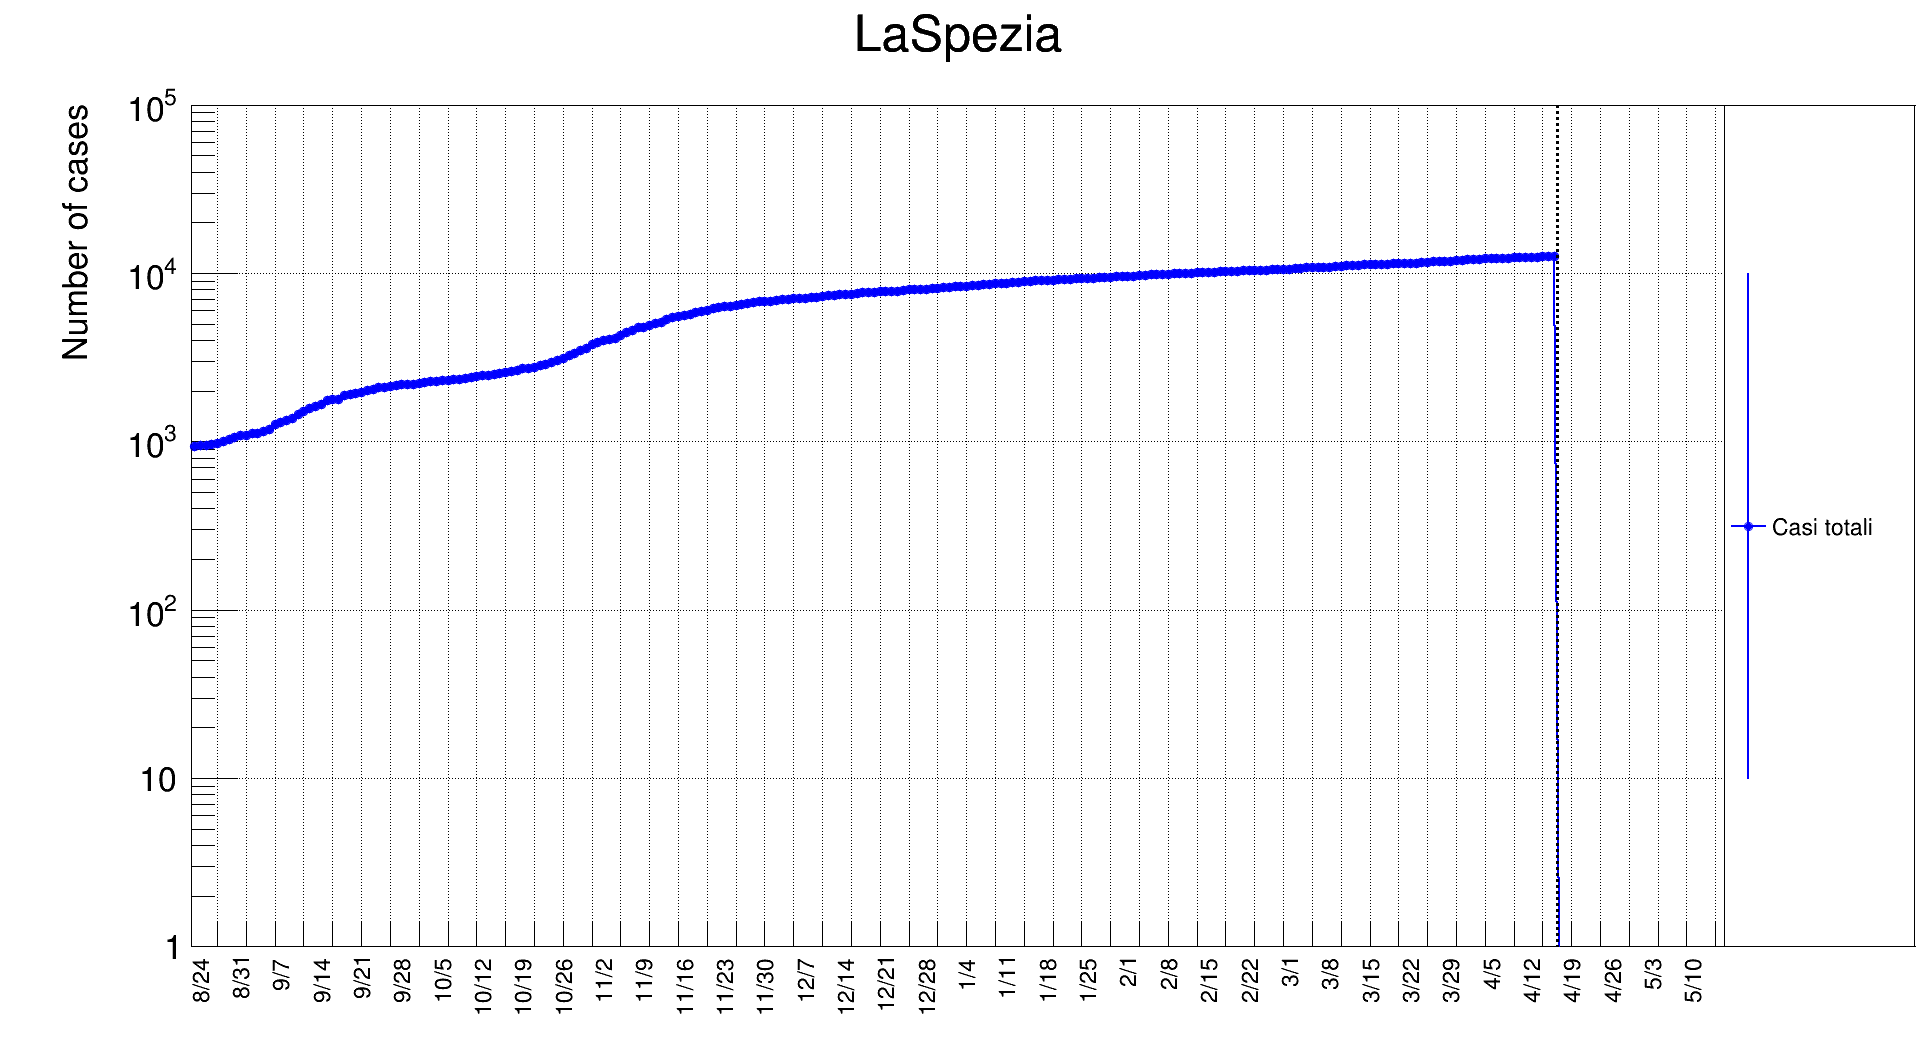 LaSpezia
Number of cases
10^5
10^4
10^3
10^2
10
1
8/24 8/31 9/7 9/14 9/21 9/28 10/5 10/12 10/19 10/26 11/2 11/9 11/16 11/23 11/30 12/7 12/14 12/21 12/28 1/4 1/11 1/18 1/25 2/1 2/8 2/15 2/22 3/1 3/8 3/15 3/22 3/29 4/5 4/12 4/19 4/26 5/3 5/10
Casi totali